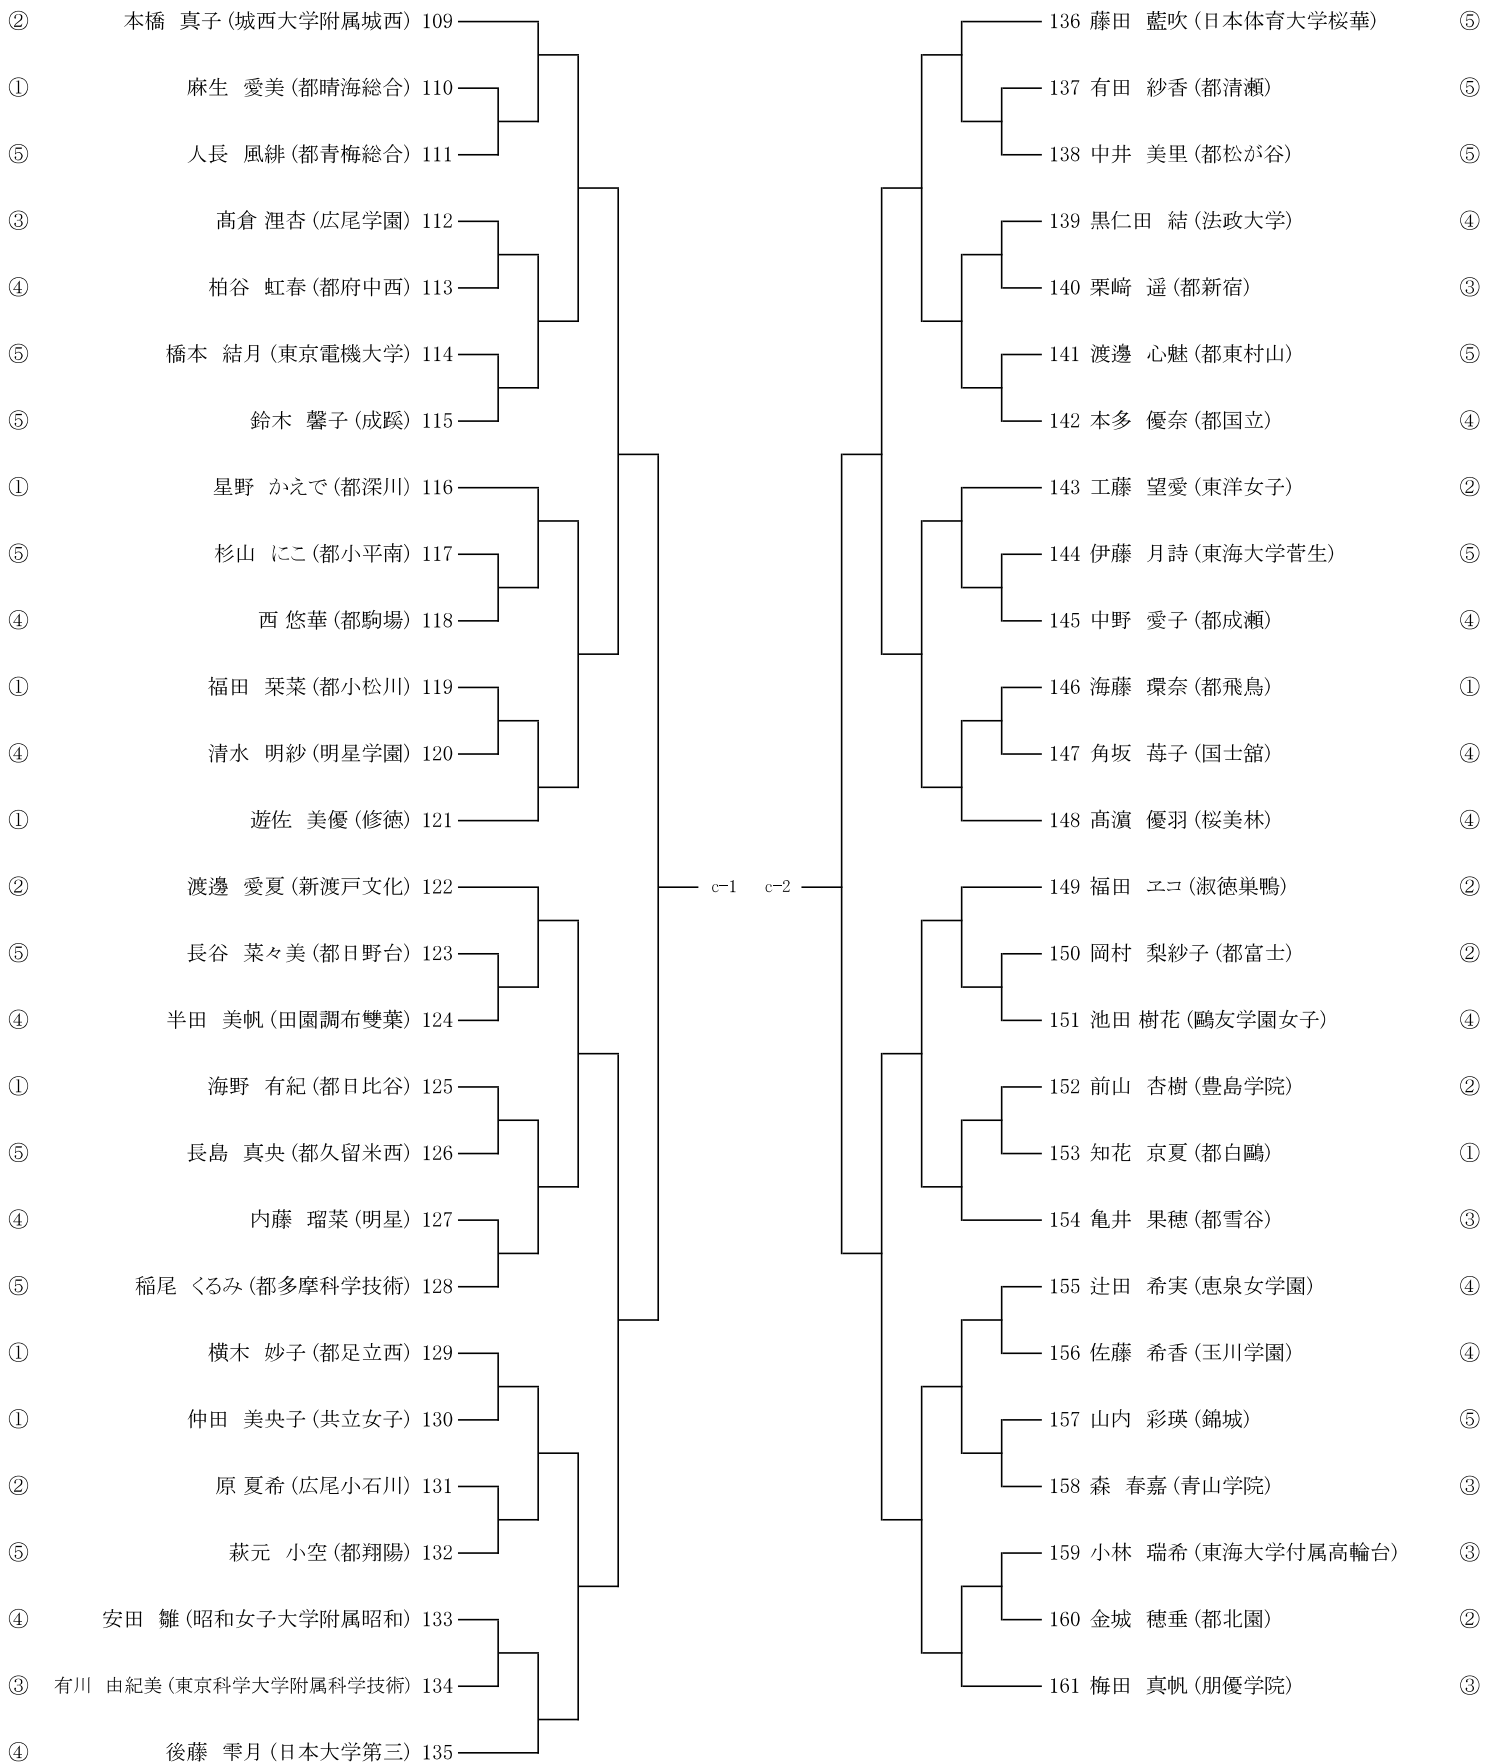 ② 本橋 真子 (城西大学附属城西) 109
① 麻生 愛美 (都晴海総合) 110
⑤ 人長 風緋 (都青梅総合) 111
③ 髙倉 浬杏 (広尾学園) 112
④ 柏谷 虹春 (都府中西) 113
⑤ 橋本 結月 (東京電機大学) 114
⑤ 鈴木 馨子 (成蹊) 115
① 星野 かえで (都深川) 116
⑤ 杉山 にこ (都小平南) 117
④ 西 悠華 (都駒場) 118
① 福田 栞菜 (都小松川) 119
④ 清水 明紗 (明星学園) 120
① 遊佐 美優 (修徳) 121
② 渡邊 愛夏 (新渡戸文化) 122
⑤ 長谷 菜々美 (都日野台) 123
④ 半田 美帆 (田園調布雙葉) 124
① 海野 有紀 (都日比谷) 125
⑤ 長島 真央 (都久留米西) 126
④ 内藤 瑠菜 (明星) 127
⑤ 稲尾 くるみ (都多摩科学技術) 128
① 横木 妙子 (都足立西) 129
① 仲田 美央子 (共立女子) 130
② 原 夏希 (広尾小石川) 131
⑤ 萩元 小空 (都翔陽) 132
④ 安田 雛 (昭和女子大学附属昭和) 133
③ 有川 由紀美 (東京科学大学附属科学技術) 134
④ 後藤 雫月 (日本大学第三) 135
c-1 c-2
136 藤田 藍吹 (日本体育大学桜華) ⑤
137 有田 紗香 (都清瀬) ⑤
138 中井 美里 (都松が谷) ⑤
139 黒仁田 結 (法政大学) ④
140 栗﨑 遥 (都新宿) ③
141 渡邊 心魅 (都東村山) ⑤
142 本多 優奈 (都国立) ④
143 工藤 望愛 (東洋女子) ②
144 伊藤 月詩 (東海大学菅生) ⑤
145 中野 愛子 (都成瀬) ④
146 海藤 環奈 (都飛鳥) ①
147 角坂 苺子 (国士舘) ④
148 髙濵 優羽 (桜美林) ④
149 福田 ヱコ (淑徳巣鴨) ②
150 岡村 梨紗子 (都富士) ②
151 池田 樹花 (鷗友学園女子) ④
152 前山 杏樹 (豊島学院) ②
153 知花 京夏 (都白鷗) ①
154 亀井 果穂 (都雪谷) ③
155 辻田 希実 (恵泉女学園) ④
156 佐藤 希香 (玉川学園) ④
157 山内 彩瑛 (錦城) ⑤
158 森 春嘉 (青山学院) ③
159 小林 瑞希 (東海大学付属高輪台) ③
160 金城 穂垂 (都北園) ②
161 梅田 真帆 (朋優学院) ③